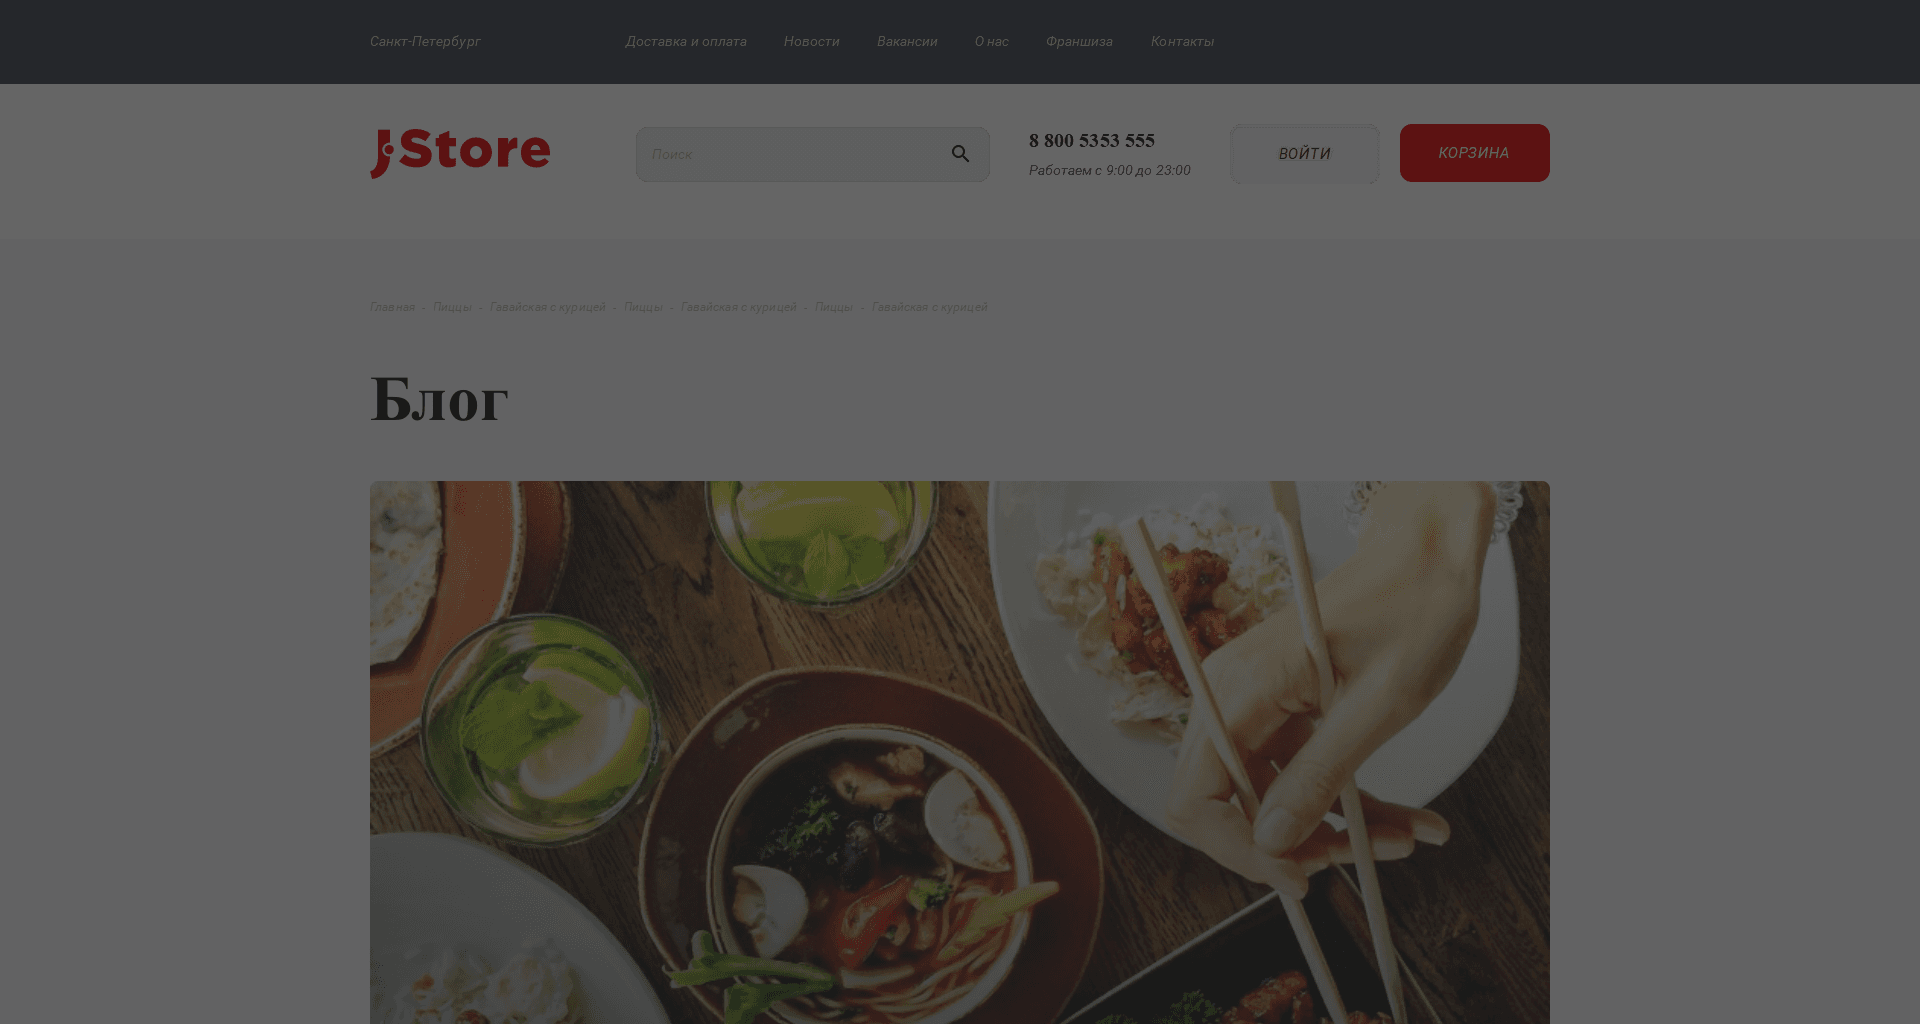 Санкт-Петербург
Доставка и оплата Новости Вакансии О нас Франшиза Контакты
JStore
Поиск
8 800 5353 555
Работаем с 9:00 до 23:00
ВОЙТИ
КОРЗИНА
Главная - Пиццы - Гавайская с курицей - Пиццы - Гавайская с курицей - Пиццы - Гавайская с курицей
Блог